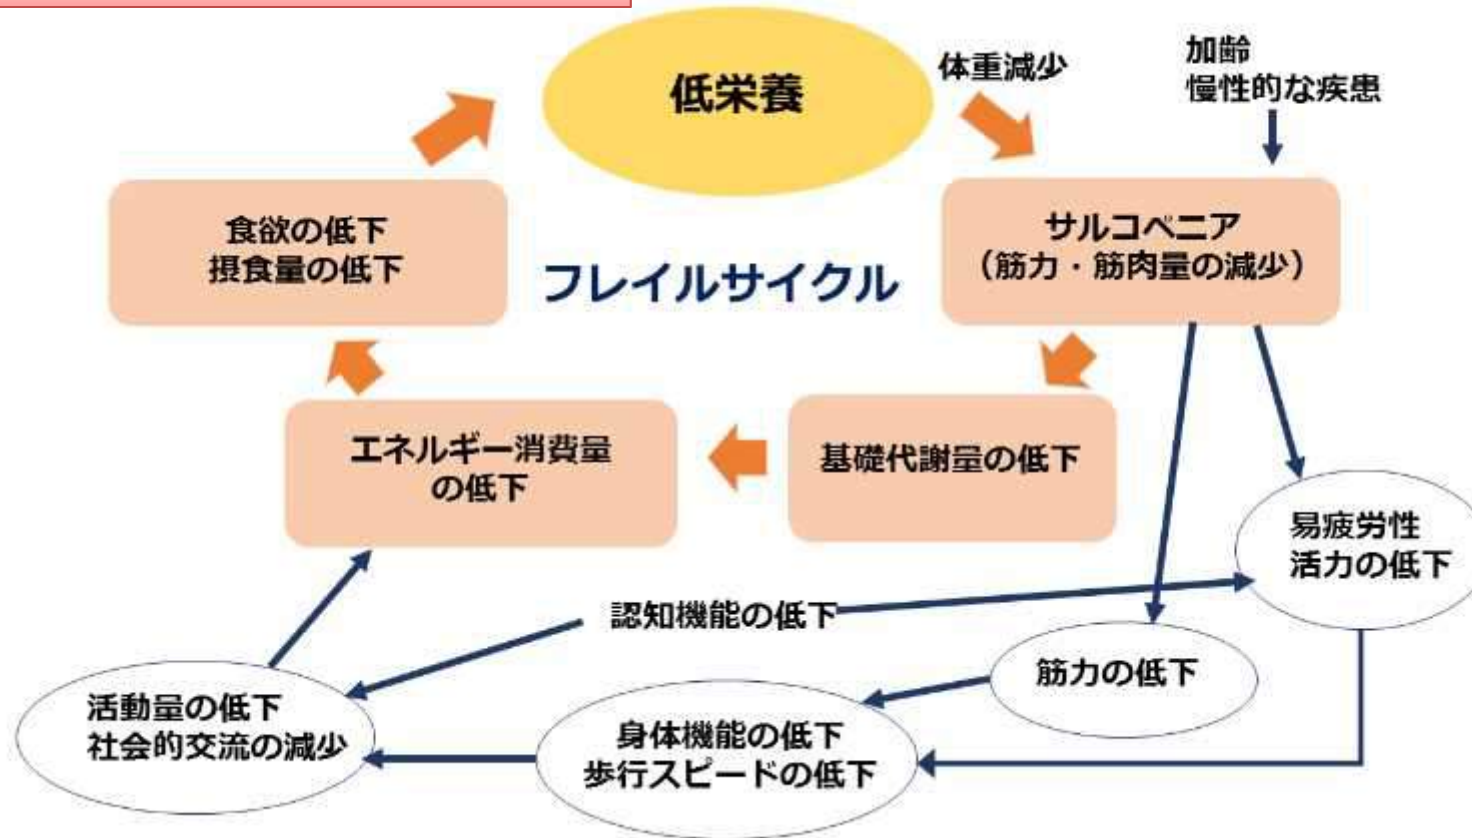 低栄養
体重減少
加齢
慢性的な疾患
食欲の低下
摂食量の低下
フレイルサイクル
サルコペニア
（筋力・筋肉量の減少）
エネルギー消費量
の低下
基礎代謝量の低下
易疲労性
活力の低下
認知機能の低下
筋力の低下
活動量の低下
社会的交流の減少
身体機能の低下
歩行スピードの低下